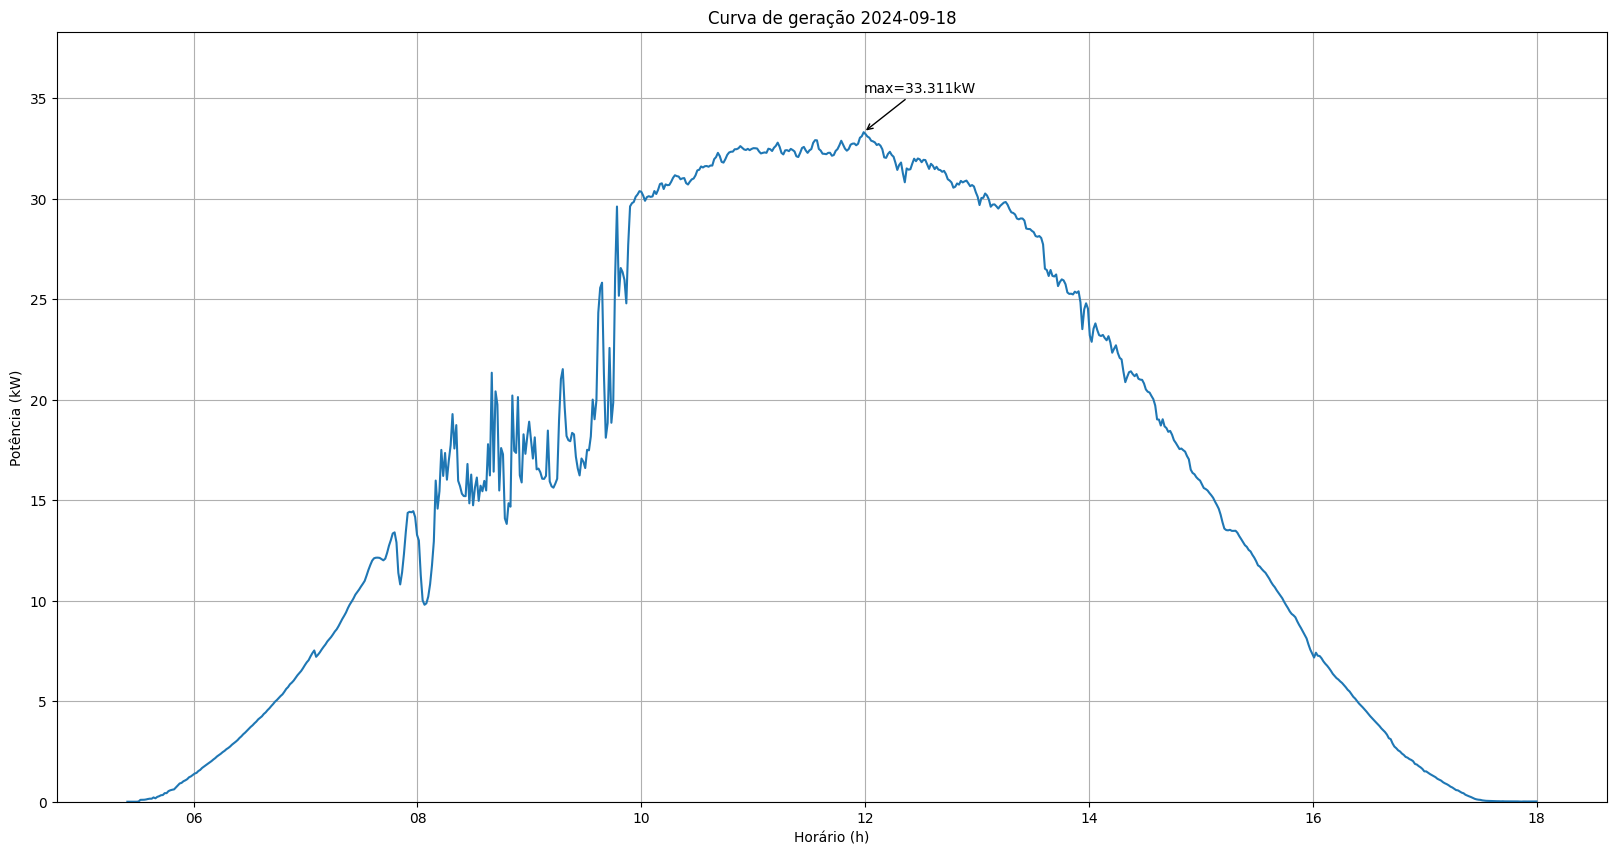 Curva de geração 2024-09-18
max=33.311kW
Potência (kW)
35
30
25
20
15
10
5
0
06 08 10 12 14 16 18
Horário (h)